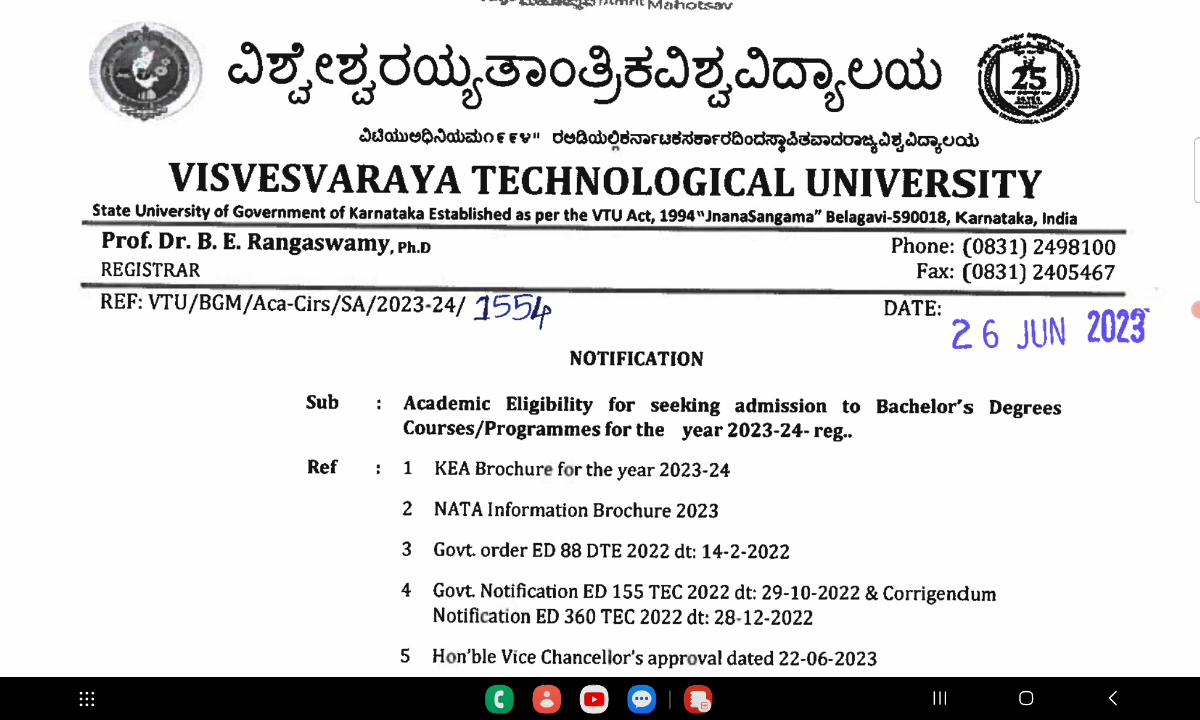 Mahotsav
ವಿಶ್ವೇಶ್ವರಯ್ಯತಾಂತ್ರಿಕವಿಶ್ವವಿದ್ಯಾಲಯ
25
ವಿಟಿಯುಅಧಿನಿಯಮ೧೯೯೪" ರಅಡಿಯಲ್ಲಿಕರ್ನಾಟಕಸರ್ಕಾರದಿಂದಸ್ಥಾಪಿತವಾದರಾಜ್ಯವಿಶ್ವವಿದ್ಯಾಲಯ
VISVESVARAYA TECHNOLOGICAL UNIVERSITY
State University of Government of Karnataka Established as per the VTU Act, 1994"JnanaSangama" Belagavi-590018, Karnataka, India
Prof. Dr. B. E. Rangaswamy, Ph.D
Phone: (0831) 2498100
REGISTRAR
Fax: (0831) 2405467
REF: VTU/BGM/Aca-Cirs/SA/2023-24/ 1554
DATE:
26 JUN 2023
NOTIFICATION
Sub : Academic Eligibility for seeking admission to Bachelor's Degrees
Courses/Programmes for the year 2023-24- reg..
Ref : 1 KEA Brochure for the year 2023-24
2 NATA Information Brochure 2023
3 Govt. order ED 88 DTE 2022 dt: 14-2-2022
4 Govt. Notification ED 155 TEC 2022 dt: 29-10-2022 & Corrigendum
Notification ED 360 TEC 2022 dt: 28-12-2022
5 Hon'ble Vice Chancellor's approval dated 22-06-2023